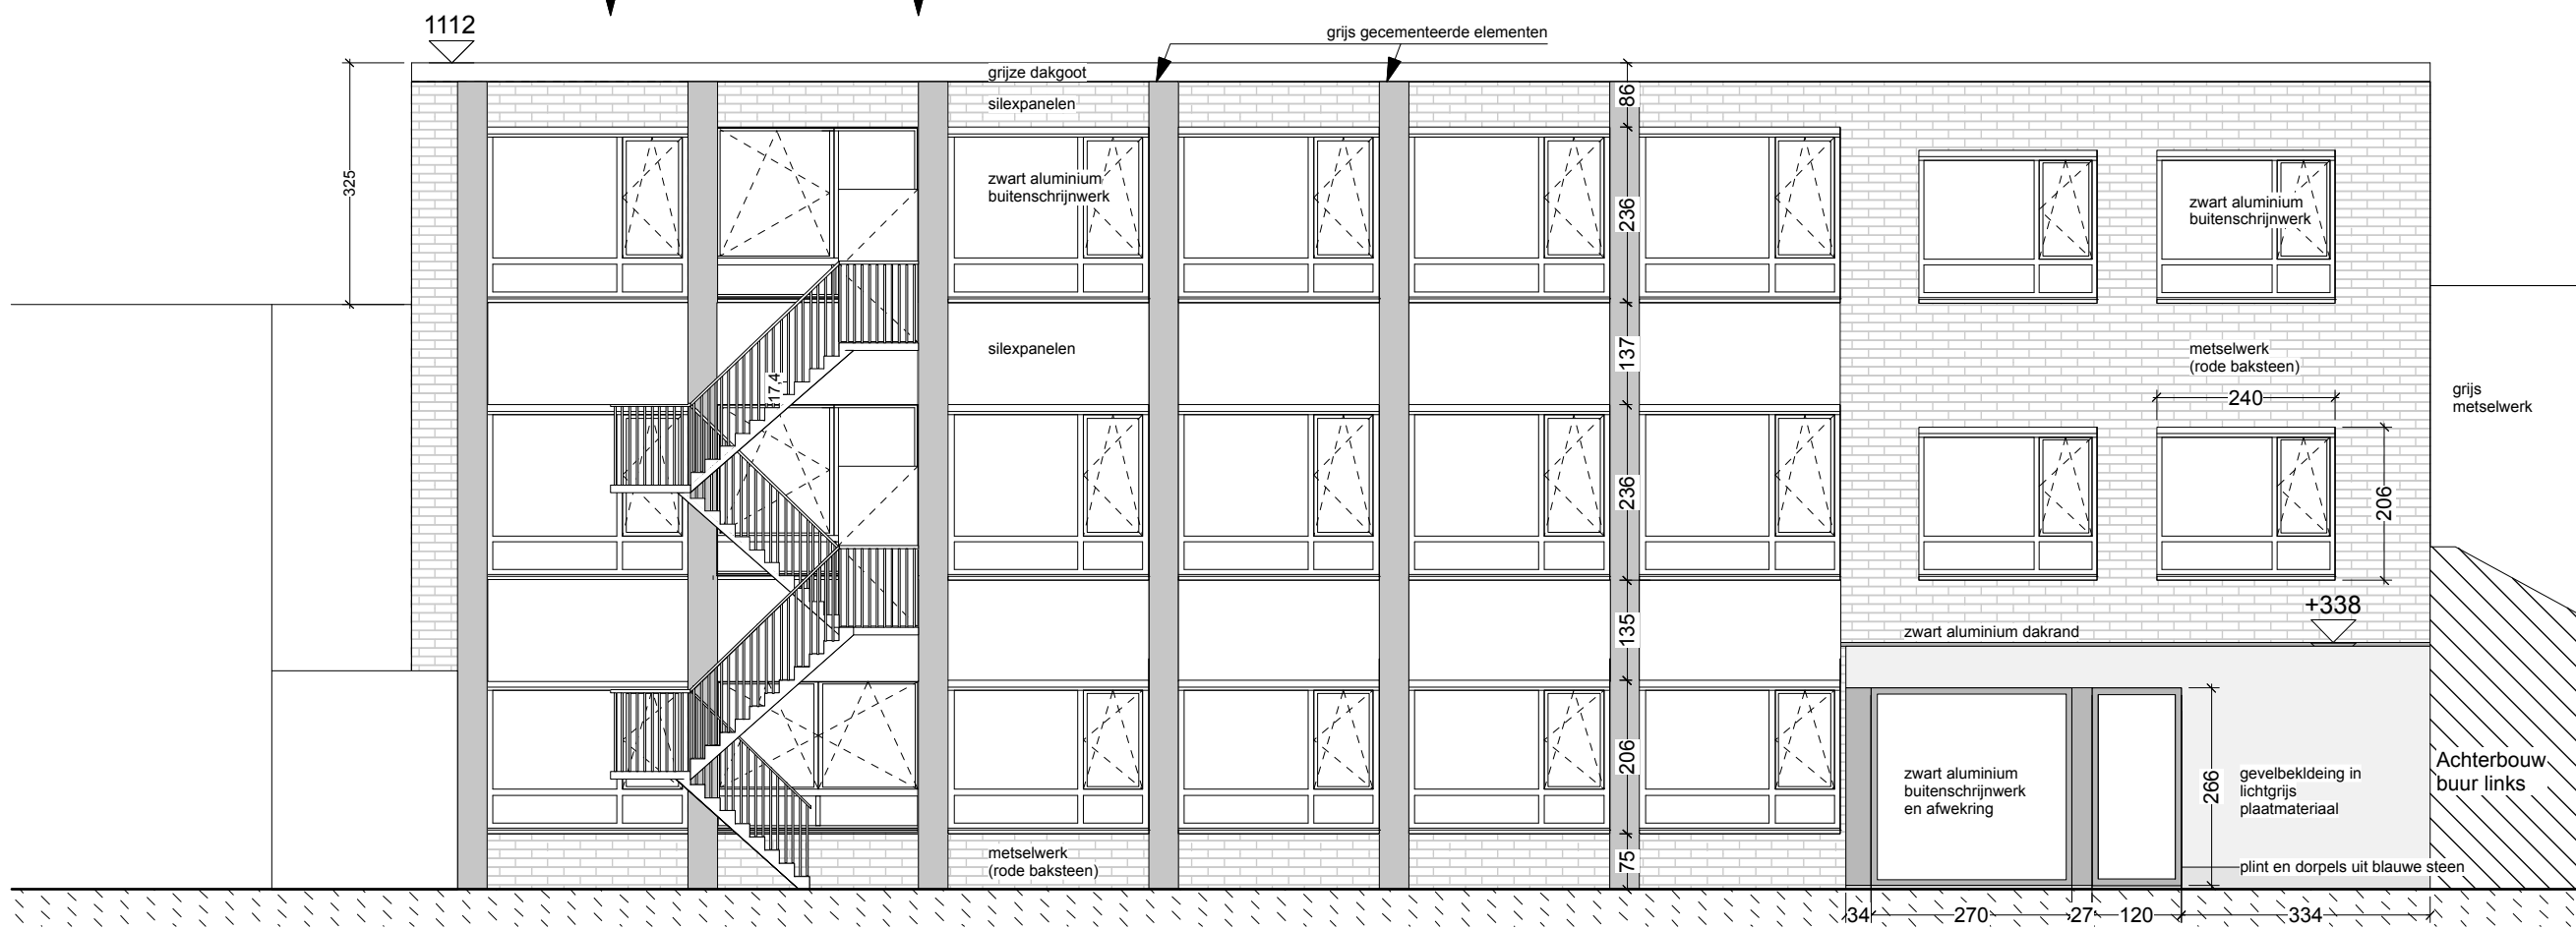 1112
grijs gecementeerde elementen
grijze dakgoot
silexpanelen
86
325
zwart aluminium
buitenschrijnwerk
236
zwart aluminium
buitenschrijnwerk
silexpanelen
137
metselwerk
(rode baksteen)
17,4
240
grijs
metselwerk
236
206
+338
135
zwart aluminium dakrand
206
zwart aluminium
buitenschrijnwerk
en afwekring
266
gevelbekldeing in
lichtgrijs
plaatmateriaal
Achterbouw
buur links
metselwerk
(rode baksteen)
75
plint en dorpels uit blauwe steen
34
270
27
120
334